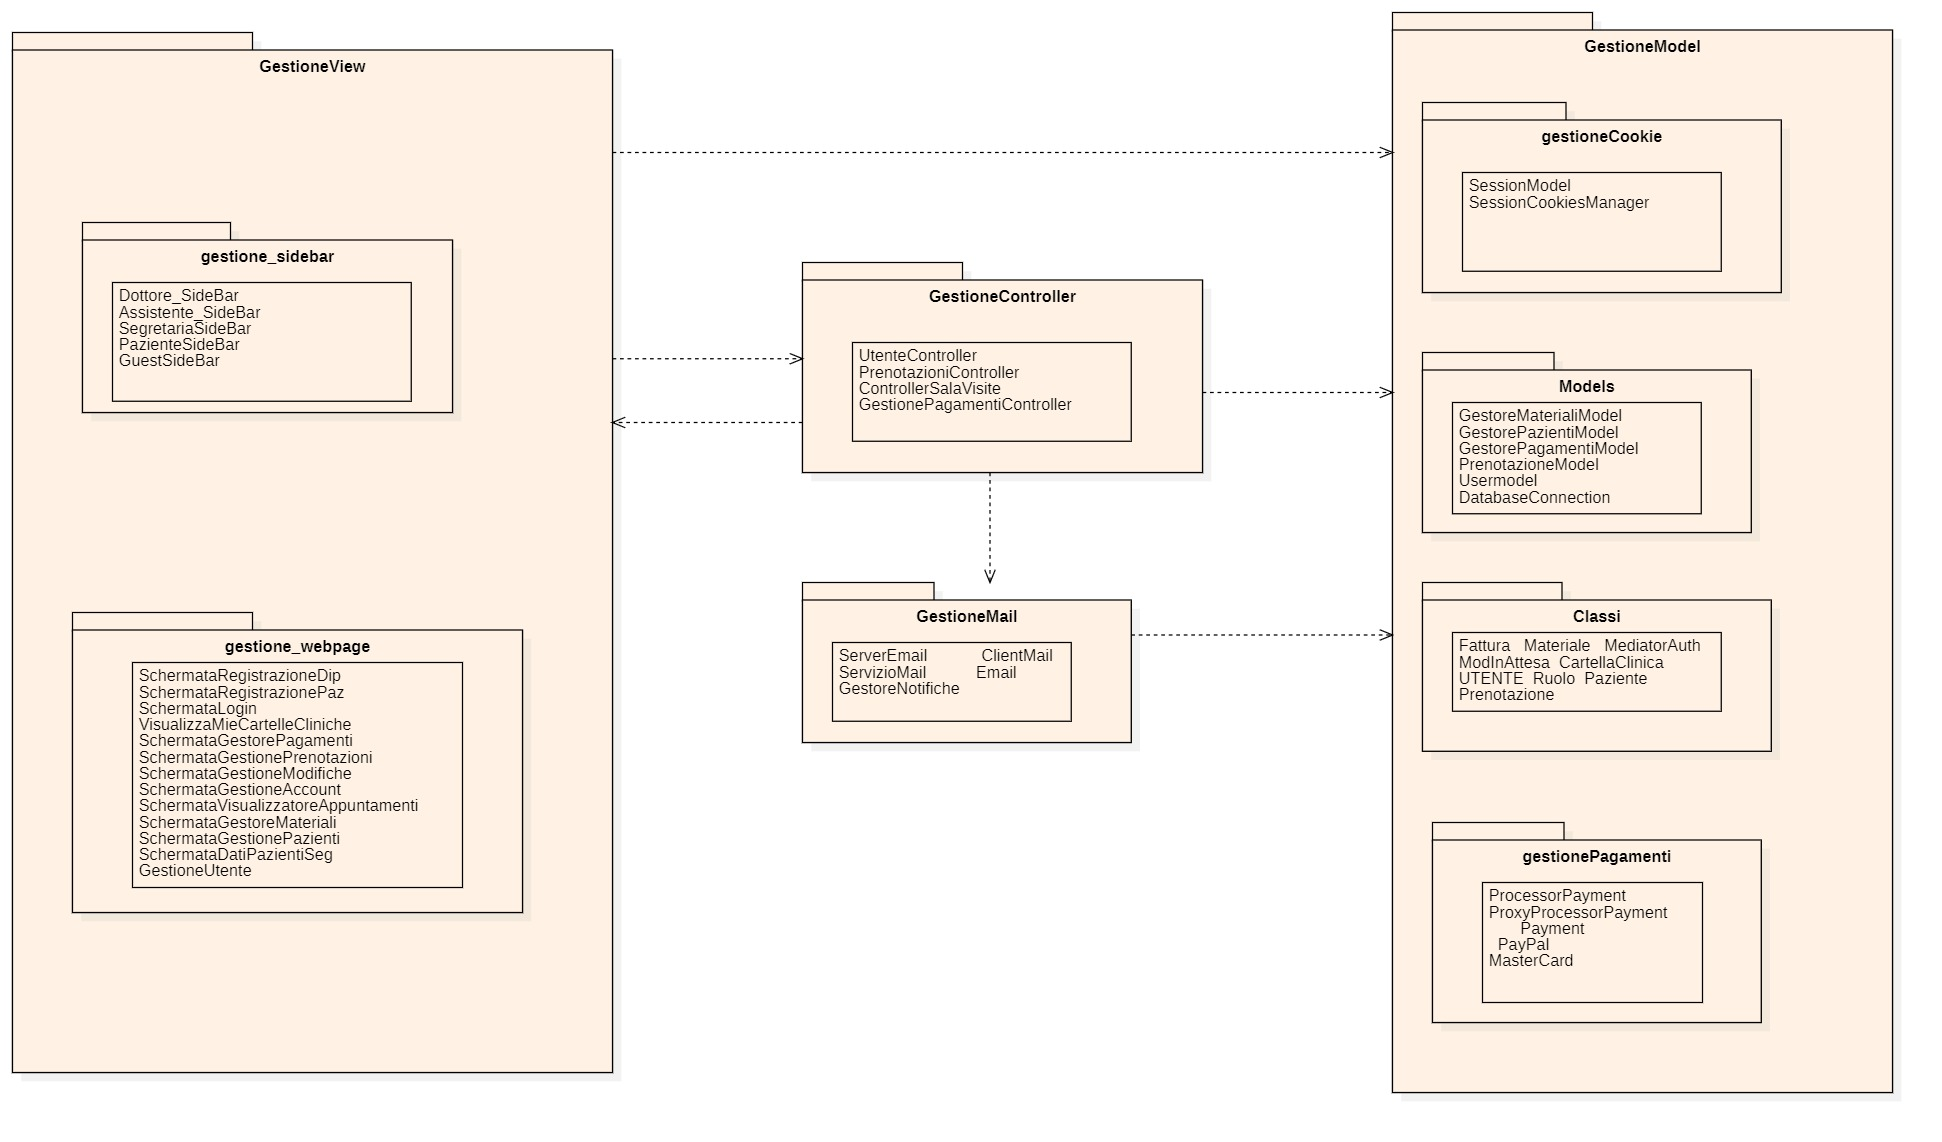 GestioneView
gestione_sidebar
Dottore_SideBar
Assistente_SideBar
SegretariaSideBar
PazienteSideBar
GuestSideBar
gestione_webpage
SchermataRegistrazioneDip
SchermataRegistrazionePaz
SchermataLogin
VisualizzaMieCartelleCliniche
SchermataGestorePagamenti
SchermataGestionePrenotazioni
SchermataGestioneModifiche
SchermataGestioneAccount
SchermataVisualizzatoreAppuntamenti
SchermataGestoreMateriali
SchermataGestionePazienti
SchermataDatiPazientiSeg
GestioneUtente
GestioneController
UtenteController
PrenotazioniController
ControllerSalaVisite
GestionePagamentiController
GestioneMail
ServerEmail ClientMail
ServizioMail Email
GestoreNotifiche
GestioneModel
gestioneCookie
SessionModel
SessionCookiesManager
Models
GestoreMaterialiModel
GestorePazientiModel
GestorePagamentiModel
PrenotazioneModel
Usermodel
DatabaseConnection
Classi
Fattura Materiale MediatorAuth
ModInAttesa CartellaClinica
UTENTE Ruolo Paziente
Prenotazione
gestionePagamenti
ProcessorPayment
ProxyProcessorPayment
Payment
PayPal
MasterCard